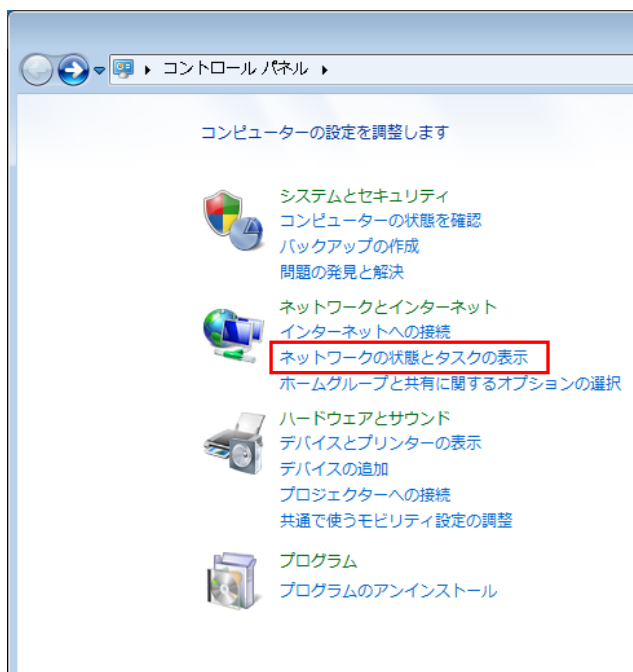 コントロール パネル
コンピューターの設定を調整します
システムとセキュリティ
コンピューターの状態を確認
バックアップの作成
問題の発見と解決
ネットワークとインターネット
インターネットへの接続
ネットワークの状態とタスクの表示
ホームグループと共有に関するオプションの選択
ハードウェアとサウンド
デバイスとプリンターの表示
デバイスの追加
プロジェクターへの接続
共通で使うモビリティ設定の調整
プログラム
プログラムのアンインストール